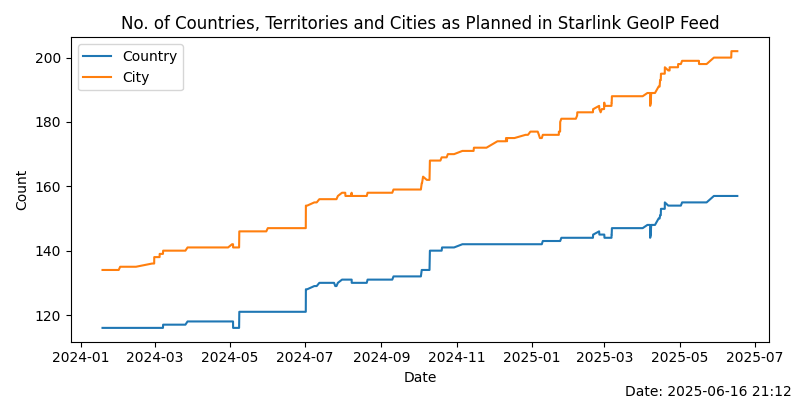 No. of Countries, Territories and Cities as Planned in Starlink GeoIP Feed
Country
City
200
180
160
140
120
Count
2024-01 2024-03 2024-05 2024-07 2024-09 2024-11 2025-01 2025-03 2025-05 2025-07
Date
Date: 2025-06-16 21:12